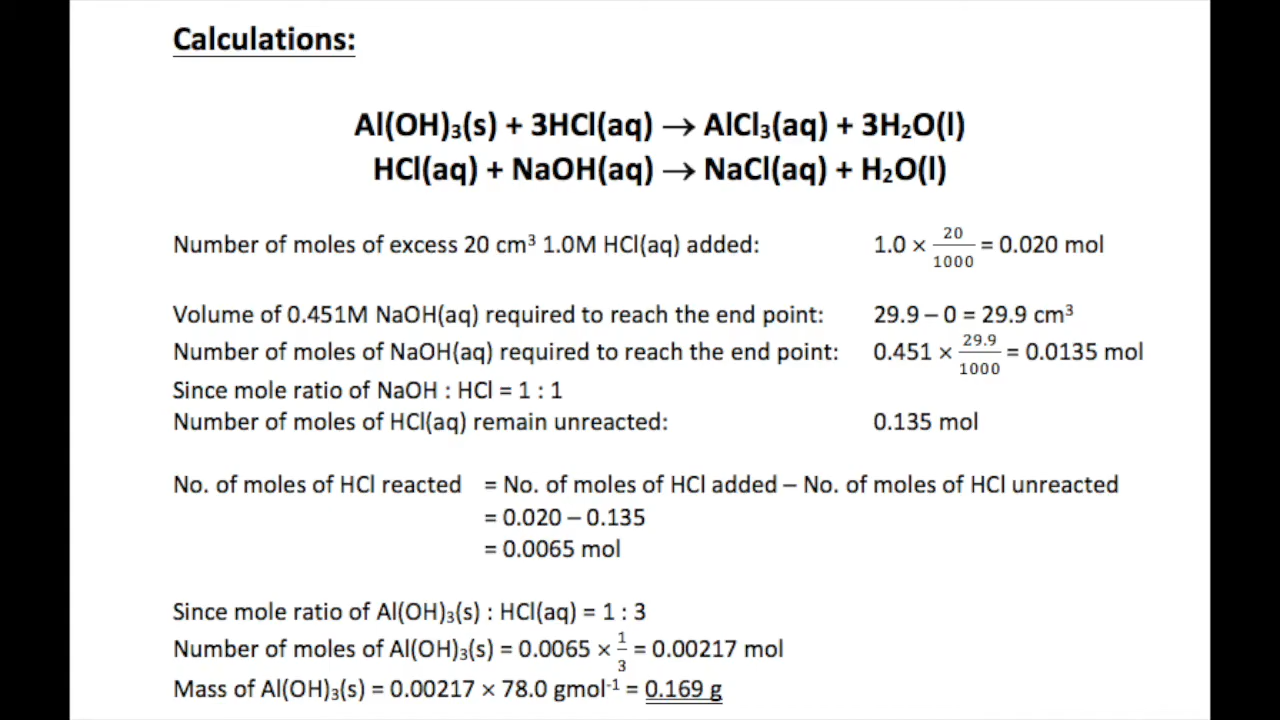 Calculations:
Al(OH)₃(s) + 3HCl(aq) → AlCl₃(aq) + 3H₂O(l)
HCl(aq) + NaOH(aq) → NaCl(aq) + H₂O(l)
Number of moles of excess 20 cm³ 1.0M HCl(aq) added: 1.0 × 20/1000 = 0.020 mol
Volume of 0.451M NaOH(aq) required to reach the end point: 29.9 – 0 = 29.9 cm³
Number of moles of NaOH(aq) required to reach the end point: 0.451 × 29.9/1000 = 0.0135 mol
Since mole ratio of NaOH : HCl = 1 : 1
Number of moles of HCl(aq) remain unreacted: 0.135 mol
No. of moles of HCl reacted = No. of moles of HCl added – No. of moles of HCl unreacted
= 0.020 – 0.135
= 0.0065 mol
Since mole ratio of Al(OH)₃(s) : HCl(aq) = 1 : 3
Number of moles of Al(OH)₃(s) = 0.0065 × 1/3 = 0.00217 mol
Mass of Al(OH)₃(s) = 0.00217 × 78.0 gmol⁻¹ = 0.169 g